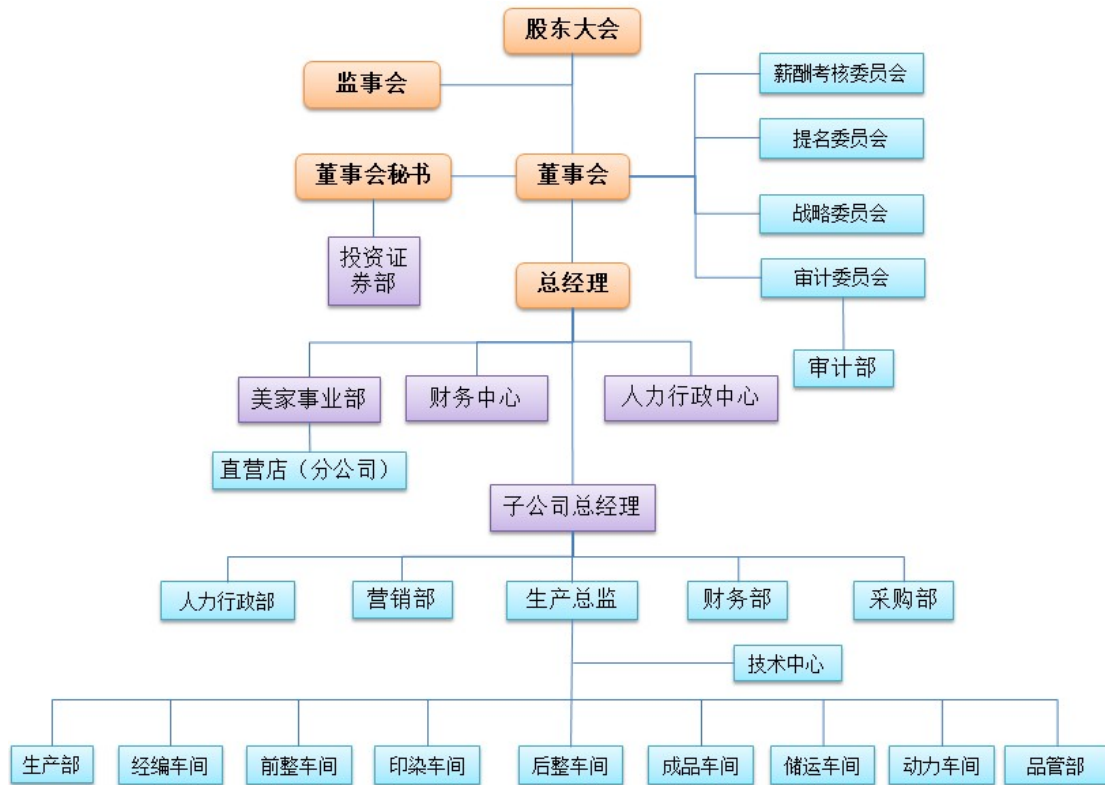 股东大会
监事会
薪酬考核委员会
提名委员会
董事会秘书
董事会
战略委员会
投资证
券部
总经理
审计委员会
审计部
美家事业部
财务中心
人力行政中心
直营店（分公司）
子公司总经理
人力行政部
营销部
生产总监
财务部
采购部
技术中心
生产部
经编车间
前整车间
印染车间
后整车间
成品车间
储运车间
动力车间
品管部